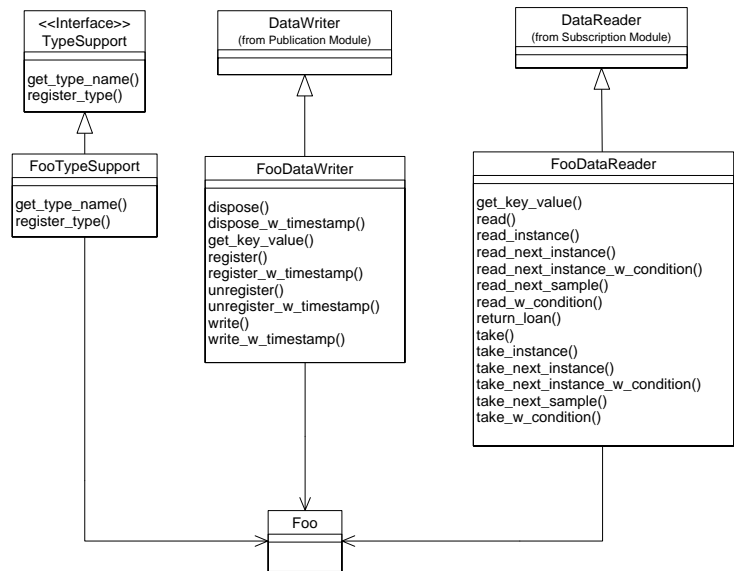 <<Interface>>
TypeSupport
get_type_name()
register_type()
DataWriter
(from Publication Module)
DataReader
(from Subscription Module)
FooTypeSupport
get_type_name()
register_type()
FooDataWriter
dispose()
dispose_w_timestamp()
get_key_value()
register()
register_w_timestamp()
unregister()
unregister_w_timestamp()
write()
write_w_timestamp()
FooDataReader
get_key_value()
read()
read_instance()
read_next_instance()
read_next_instance_w_condition()
read_next_sample()
read_w_condition()
return_loan()
take()
take_instance()
take_next_instance()
take_next_instance_w_condition()
take_next_sample()
take_w_condition()
Foo